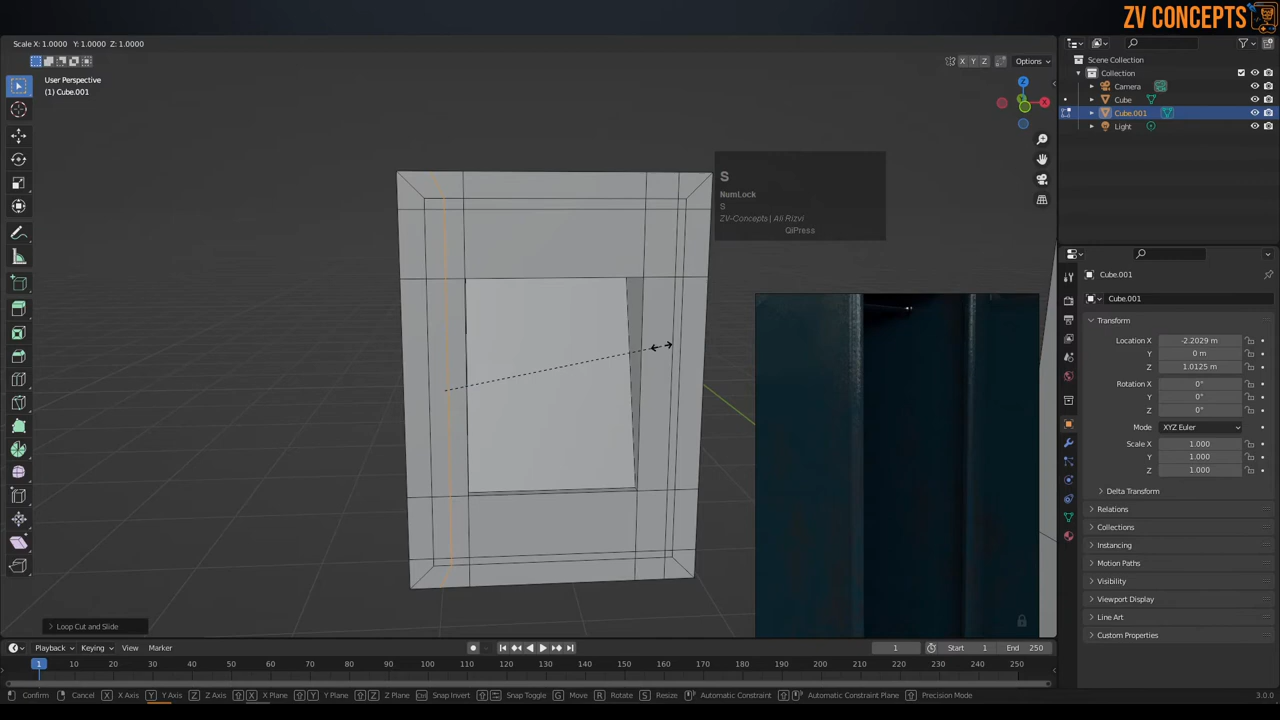 ZV CONCEPTS
Scale X: 1.0000 Y: 1.0000 Z: 1.0000
X Y Z Options
User Perspective
(1) Cube.001
Z
X
S
NumLock
S
ZV-Concepts | Ali Rizvi
QiPress
Scene Collection
Collection
Camera
Cube
Cube.001
Light
Cube.001
Cube.001
Transform
Location X -2.2029 m
Y 0 m
Z 1.0125 m
Rotation X 0°
Y 0°
Z 0°
Mode XYZ Euler
Scale X 1.000
Y 1.000
Z 1.000
Delta Transform
Relations
Collections
Instancing
Motion Paths
Visibility
Viewport Display
Line Art
Custom Properties
Loop Cut and Slide
Playback Keying View Marker
1 Start 1 End 250
1 10 20 30 40 50 60 70 80 90 100 110 120 130 140 150 160 170 180 190 200 210 220 230 240 250
Confirm Cancel X X Axis Y Y Axis Z Z Axis X X Plane Y Y Plane Z Z Plane Snap Invert Snap Toggle G Move R Rotate S Resize Automatic Constraint Automatic Constraint Plane Precision Mode 3.0.0